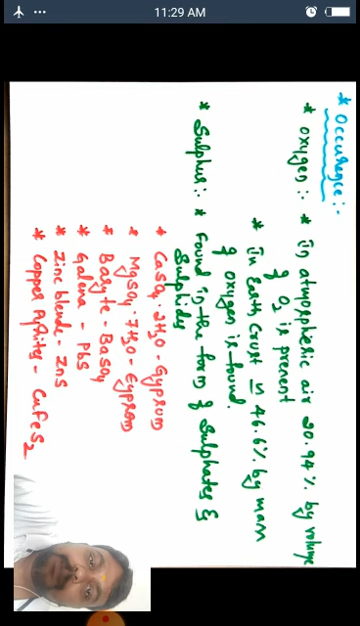 11:29 AM
* Occurence :-
* Oxygen :- * In atmospheric air 20.94% by volume
of O2 is present
* In Earth Crust ≃ 46.6% by mass
of oxygen is found.
* Sulphur :- * Found in the form of Sulphates &
Sulphides
* CaSO4.2H2O - Gypsum
* MgSO4.7H2O - Epsom
* Baryte - BaSO4
* Galena - PbS
* Zinc blende - ZnS
* Copper Pyrites - CuFeS2